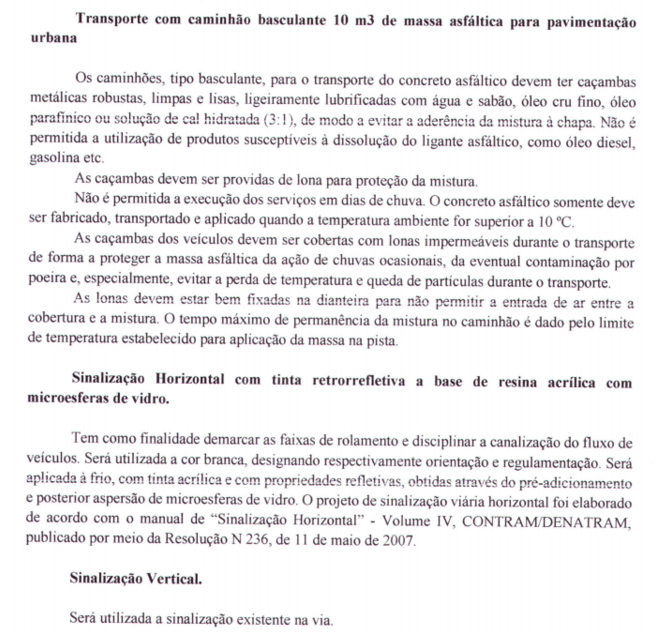 Transporte com caminhão basculante 10 m3 de massa asfáltica para pavimentação
urbana
Os caminhões, tipo basculante, para o transporte do concreto asfáltico devem ter caçambas
metálicas robustas, limpas e lisas, ligeiramente lubrificadas com água e sabão, óleo cru fino, óleo
parafínico ou solução de cal hidratada (3:1), de modo a evitar a aderência da mistura à chapa. Não é
permitida a utilização de produtos susceptíveis à dissolução do ligante asfáltico, como óleo diesel,
gasolina etc.
As caçambas devem ser providas de lona para proteção da mistura.
Não é permitida a execução dos serviços em dias de chuva. O concreto asfáltico somente deve
ser fabricado, transportado e aplicado quando a temperatura ambiente for superior a 10 ºC.
As caçambas dos veículos devem ser cobertas com lonas impermeáveis durante o transporte
de forma a proteger a massa asfáltica da ação de chuvas ocasionais, da eventual contaminação por
poeira e, especialmente, evitar a perda de temperatura e queda de partículas durante o transporte.
As lonas devem estar bem fixadas na dianteira para não permitir a entrada de ar entre a
cobertura e a mistura. O tempo máximo de permanência da mistura no caminhão é dado pelo limite
de temperatura estabelecido para aplicação da massa na pista.
Sinalização Horizontal com tinta retrorrefletiva a base de resina acrílica com
microesferas de vidro.
Tem como finalidade demarcar as faixas de rolamento e disciplinar a canalização do fluxo de
veículos. Será utilizada a cor branca, designando respectivamente orientação e regulamentação. Será
aplicada à frio, com tinta acrílica e com propriedades refletivas, obtidas através do pré-adicionamento
e posterior aspersão de microesferas de vidro. O projeto de sinalização viária horizontal foi elaborado
de acordo com o manual de “Sinalização Horizontal” - Volume IV, CONTRAM/DENATRAM,
publicado por meio da Resolução N 236, de 11 de maio de 2007.
Sinalização Vertical.
Será utilizada a sinalização existente na via.